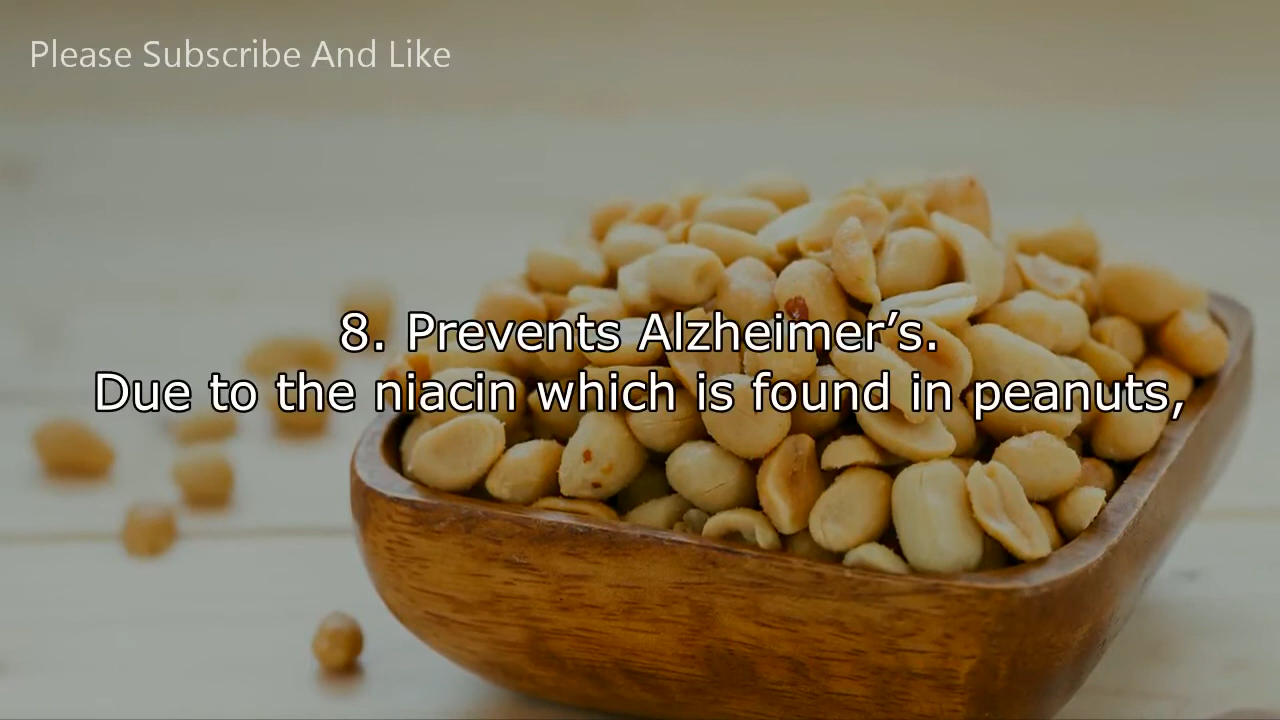 Please Subscribe And Like
8. Prevents Alzheimer’s.
Due to the niacin which is found in peanuts,